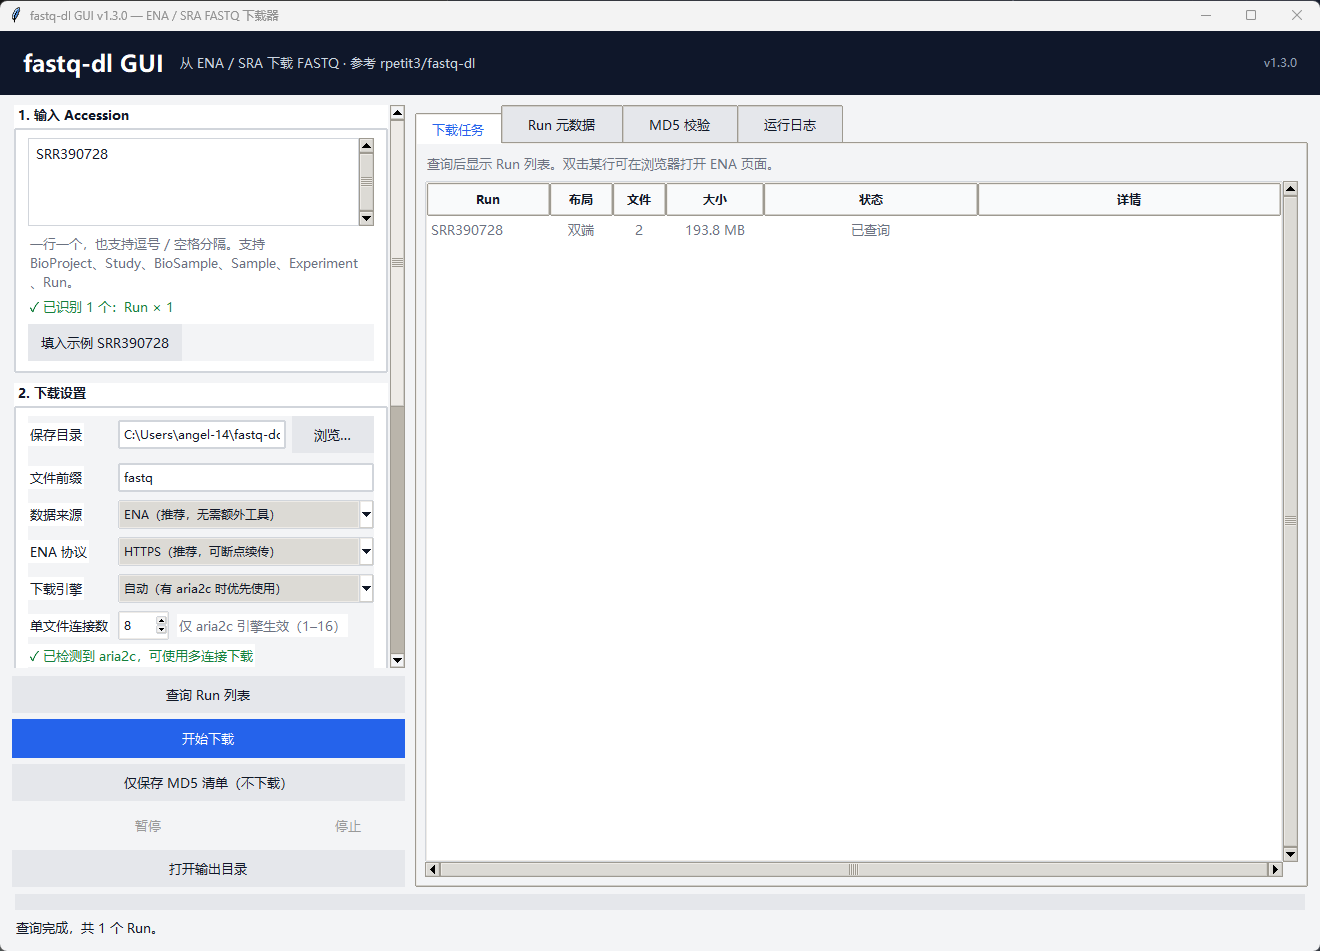 fastq-dl GUI v1.3.0 — ENA / SRA FASTQ 下载器
fastq-dl GUI 从 ENA / SRA 下载 FASTQ · 参考 rpetit3/fastq-dl v1.3.0
1. 输入 Accession
SRR390728
一行一个，也支持逗号 / 空格分隔。支持
BioProject、Study、BioSample、Sample、Experiment
、Run。
✓ 已识别 1 个：Run × 1
填入示例 SRR390728
2. 下载设置
保存目录 C:\Users\angel-14\fastq-dc 浏览...
文件前缀 fastq
数据来源 ENA（推荐，无需额外工具）
ENA 协议 HTTPS（推荐，可断点续传）
下载引擎 自动（有 aria2c 时优先使用）
单文件连接数 8 仅 aria2c 引擎生效（1–16）
✓ 已检测到 aria2c，可使用多连接下载
查询 Run 列表
开始下载
仅保存 MD5 清单（不下载）
暂停 停止
打开输出目录
下载任务 Run 元数据 MD5 校验 运行日志
查询后显示 Run 列表。双击某行可在浏览器打开 ENA 页面。
Run 布局 文件 大小 状态 详情
SRR390728 双端 2 193.8 MB 已查询
查询完成，共 1 个 Run。